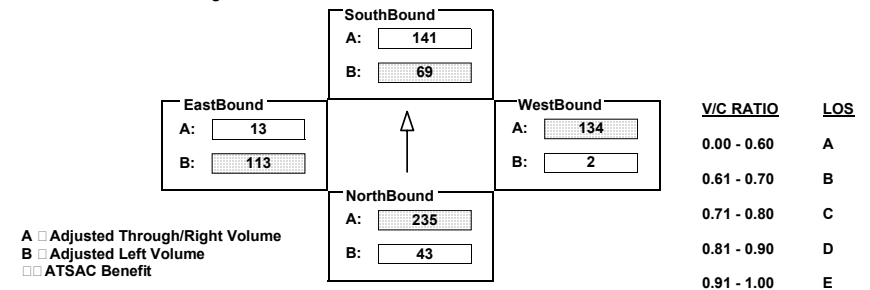 SouthBound
A: 141
B: 69
EastBound
A: 13
B: 113
WestBound
A: 134
B: 2
NorthBound
A: 235
B: 43
A □ Adjusted Through/Right Volume
B □ Adjusted Left Volume
□□ ATSAC Benefit
V/C RATIO LOS
0.00 - 0.60 A
0.61 - 0.70 B
0.71 - 0.80 C
0.81 - 0.90 D
0.91 - 1.00 E